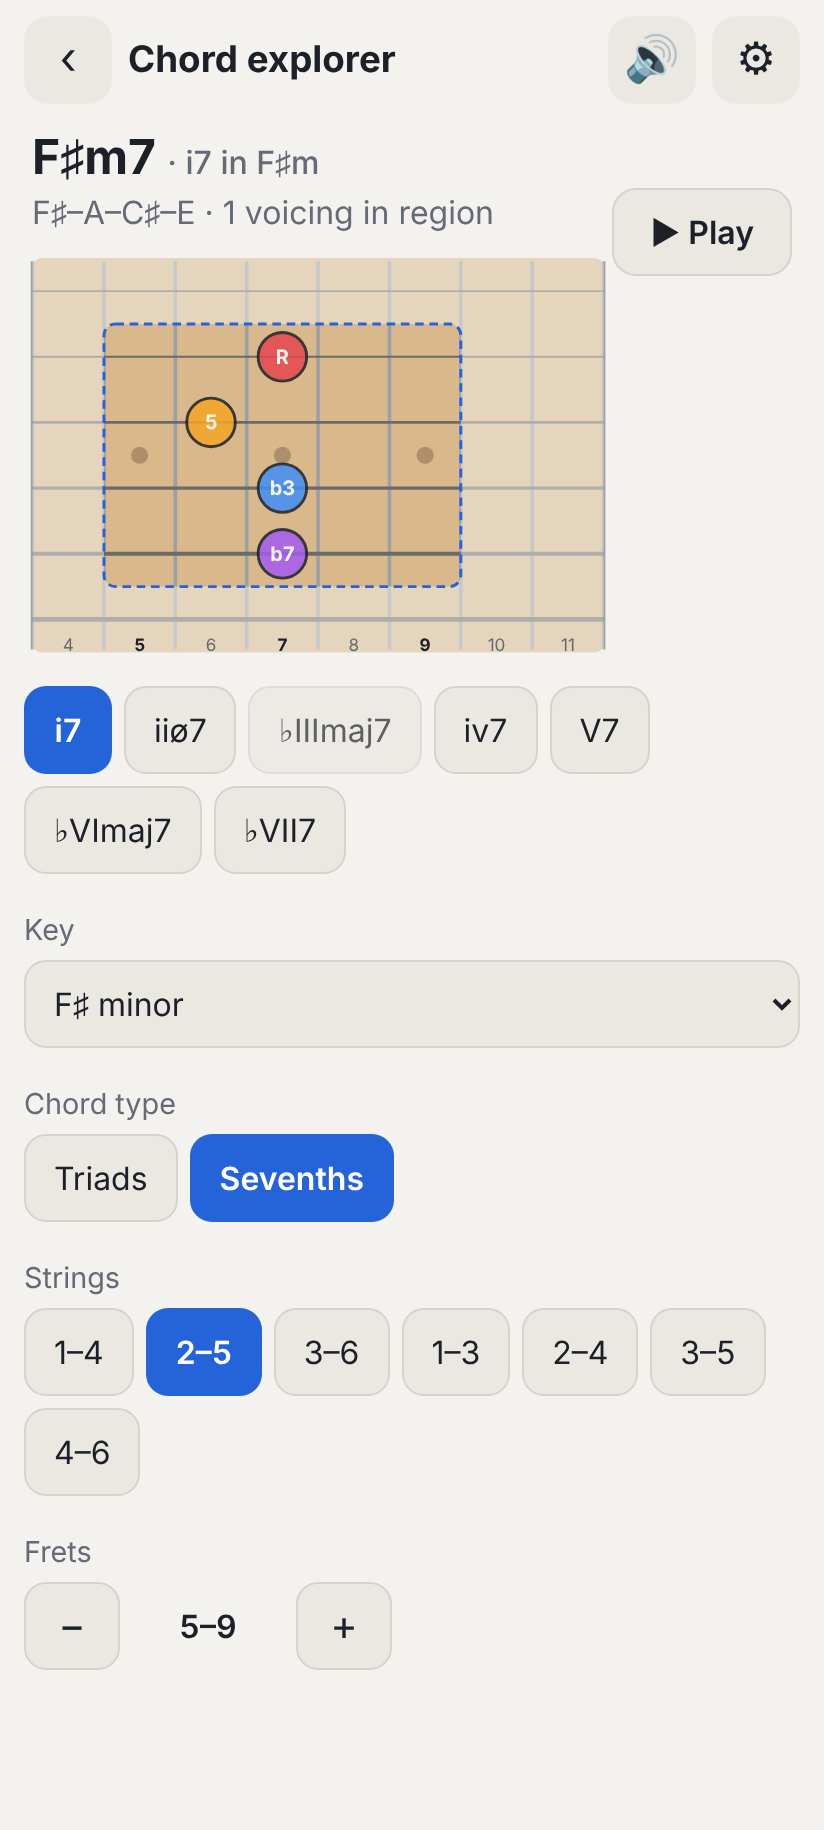 ‹ Chord explorer
F♯m7 · i7 in F♯m
F♯–A–C♯–E · 1 voicing in region
▶ Play
R
5
b3
b7
4 5 6 7 8 9 10 11
i7 iiø7 ♭IIImaj7 iv7 V7
♭VImaj7 ♭VII7
Key
F♯ minor
Chord type
Triads Sevenths
Strings
1–4 2–5 3–6 1–3 2–4 3–5
4–6
Frets
− 5–9 +